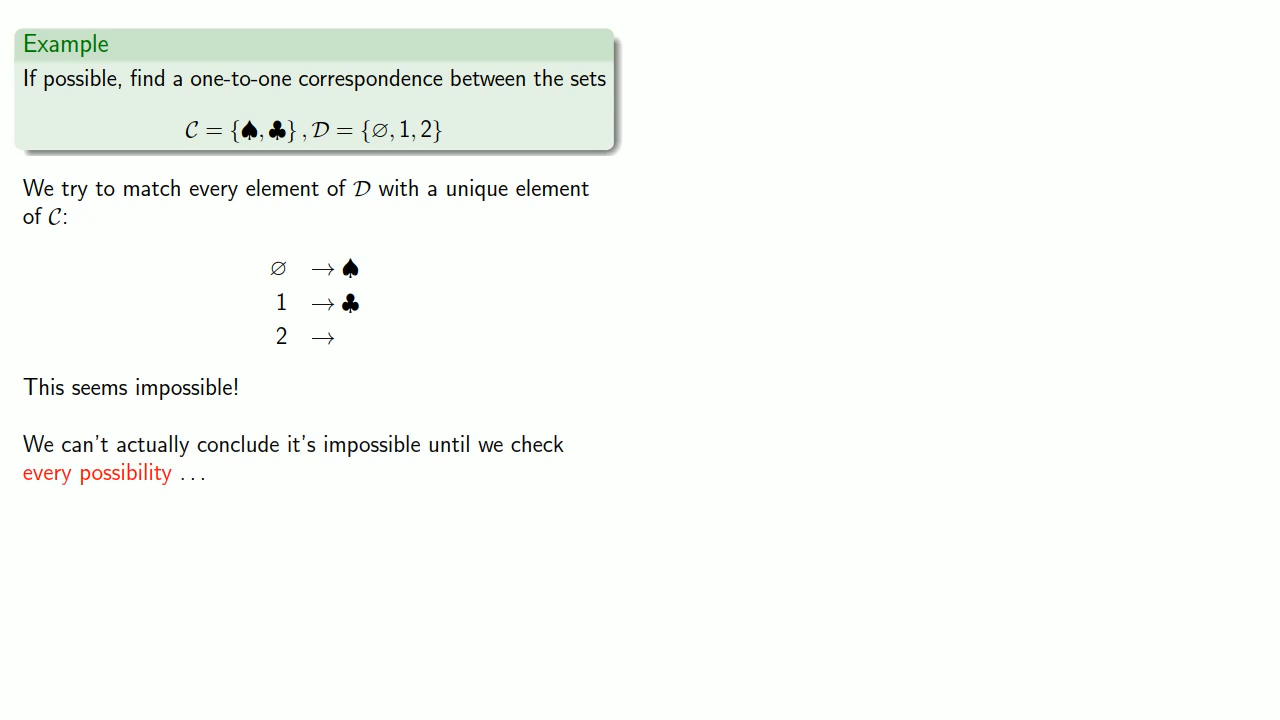 Example
If possible, find a one-to-one correspondence between the sets
𝒞 = {♠, ♣} , 𝒟 = {∅, 1, 2}
We try to match every element of 𝒟 with a unique element
of 𝒞:
∅ → ♠
1 → ♣
2 →
This seems impossible!
We can't actually conclude it's impossible until we check
every possibility ...